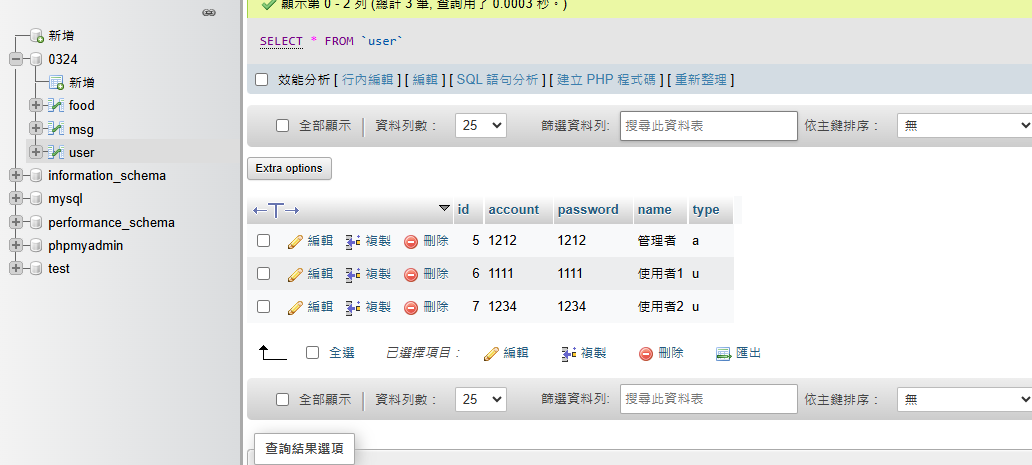 顯示第 0 - 2 列 (總計 3 筆, 查詢用了 0.0003 秒。)
新增
0324
新增
food
msg
user
information_schema
mysql
performance_schema
phpmyadmin
test
SELECT * FROM `user`
效能分析 [ 行內編輯 ] [ 編輯 ] [ SQL 語句分析 ] [ 建立 PHP 程式碼 ] [ 重新整理 ]
全部顯示 資料列數： 25 篩選資料列: 搜尋此資料表 依主鍵排序： 無
Extra options
id account password name type
編輯 複製 刪除 5 1212 1212 管理者 a
編輯 複製 刪除 6 1111 1111 使用者1 u
編輯 複製 刪除 7 1234 1234 使用者2 u
全選 已選擇項目： 編輯 複製 刪除 匯出
全部顯示 資料列數： 25 篩選資料列: 搜尋此資料表 依主鍵排序： 無
查詢結果選項